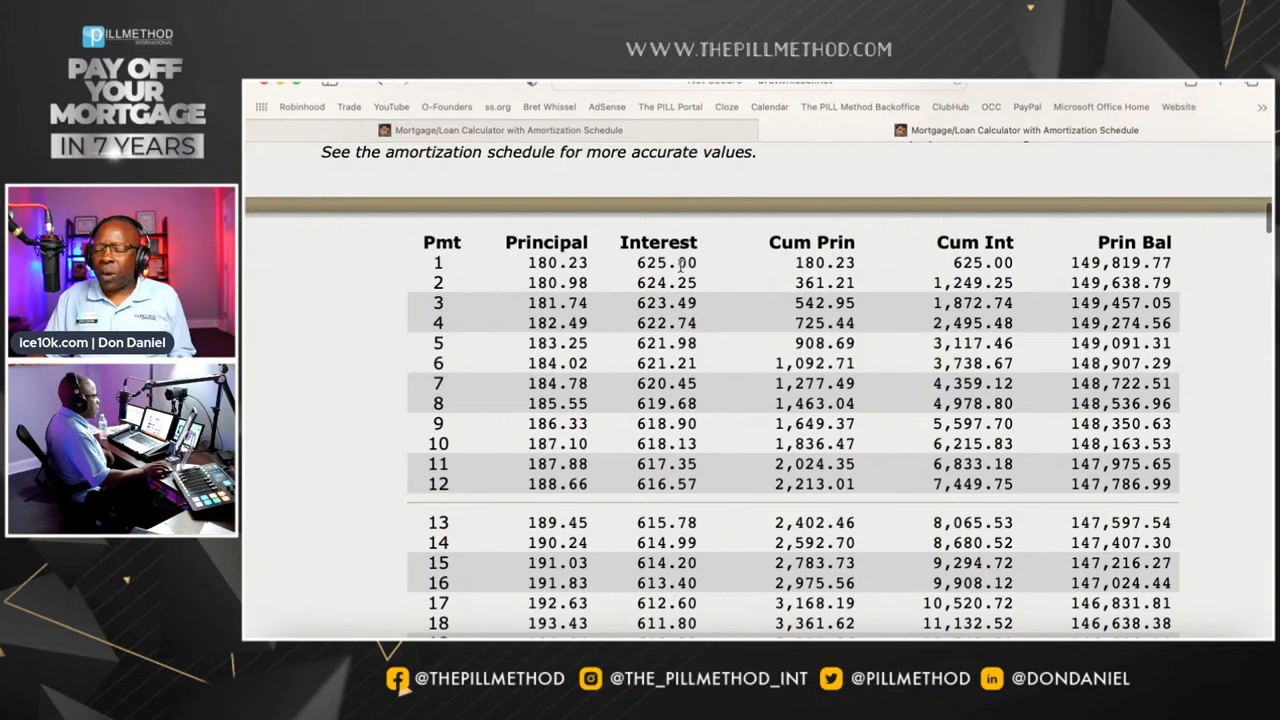 PILLMETHOD
INTERNATIONAL
PAY OFF
YOUR
MORTGAGE
IN 7 YEARS
WWW.THEPILLMETHOD.COM
Robinhood Trade YouTube O-Founders ss.org Bret Whissel AdSense The PILL Portal Cloze Calendar The PILL Method Backoffice ClubHub OCC PayPal Microsoft Office Home Website
Mortgage/Loan Calculator with Amortization Schedule Mortgage/Loan Calculator with Amortization Schedule
See the amortization schedule for more accurate values.
Pmt Principal Interest Cum Prin Cum Int Prin Bal
1 180.23 625.00 180.23 625.00 149,819.77
2 180.98 624.25 361.21 1,249.25 149,638.79
3 181.74 623.49 542.95 1,872.74 149,457.05
4 182.49 622.74 725.44 2,495.48 149,274.56
5 183.25 621.98 908.69 3,117.46 149,091.31
6 184.02 621.21 1,092.71 3,738.67 148,907.29
7 184.78 620.45 1,277.49 4,359.12 148,722.51
8 185.55 619.68 1,463.04 4,978.80 148,536.96
9 186.33 618.90 1,649.37 5,597.70 148,350.63
10 187.10 618.13 1,836.47 6,215.83 148,163.53
11 187.88 617.35 2,024.35 6,833.18 147,975.65
12 188.66 616.57 2,213.01 7,449.75 147,786.99
13 189.45 615.78 2,402.46 8,065.53 147,597.54
14 190.24 614.99 2,592.70 8,680.52 147,407.30
15 191.03 614.20 2,783.73 9,294.72 147,216.27
16 191.83 613.40 2,975.56 9,908.12 147,024.44
17 192.63 612.60 3,168.19 10,520.72 146,831.81
18 193.43 611.80 3,361.62 11,132.52 146,638.38
ice10k.com | Don Daniel
@THEPILLMETHOD @THE_PILLMETHOD_INT @PILLMETHOD @DONDANIEL